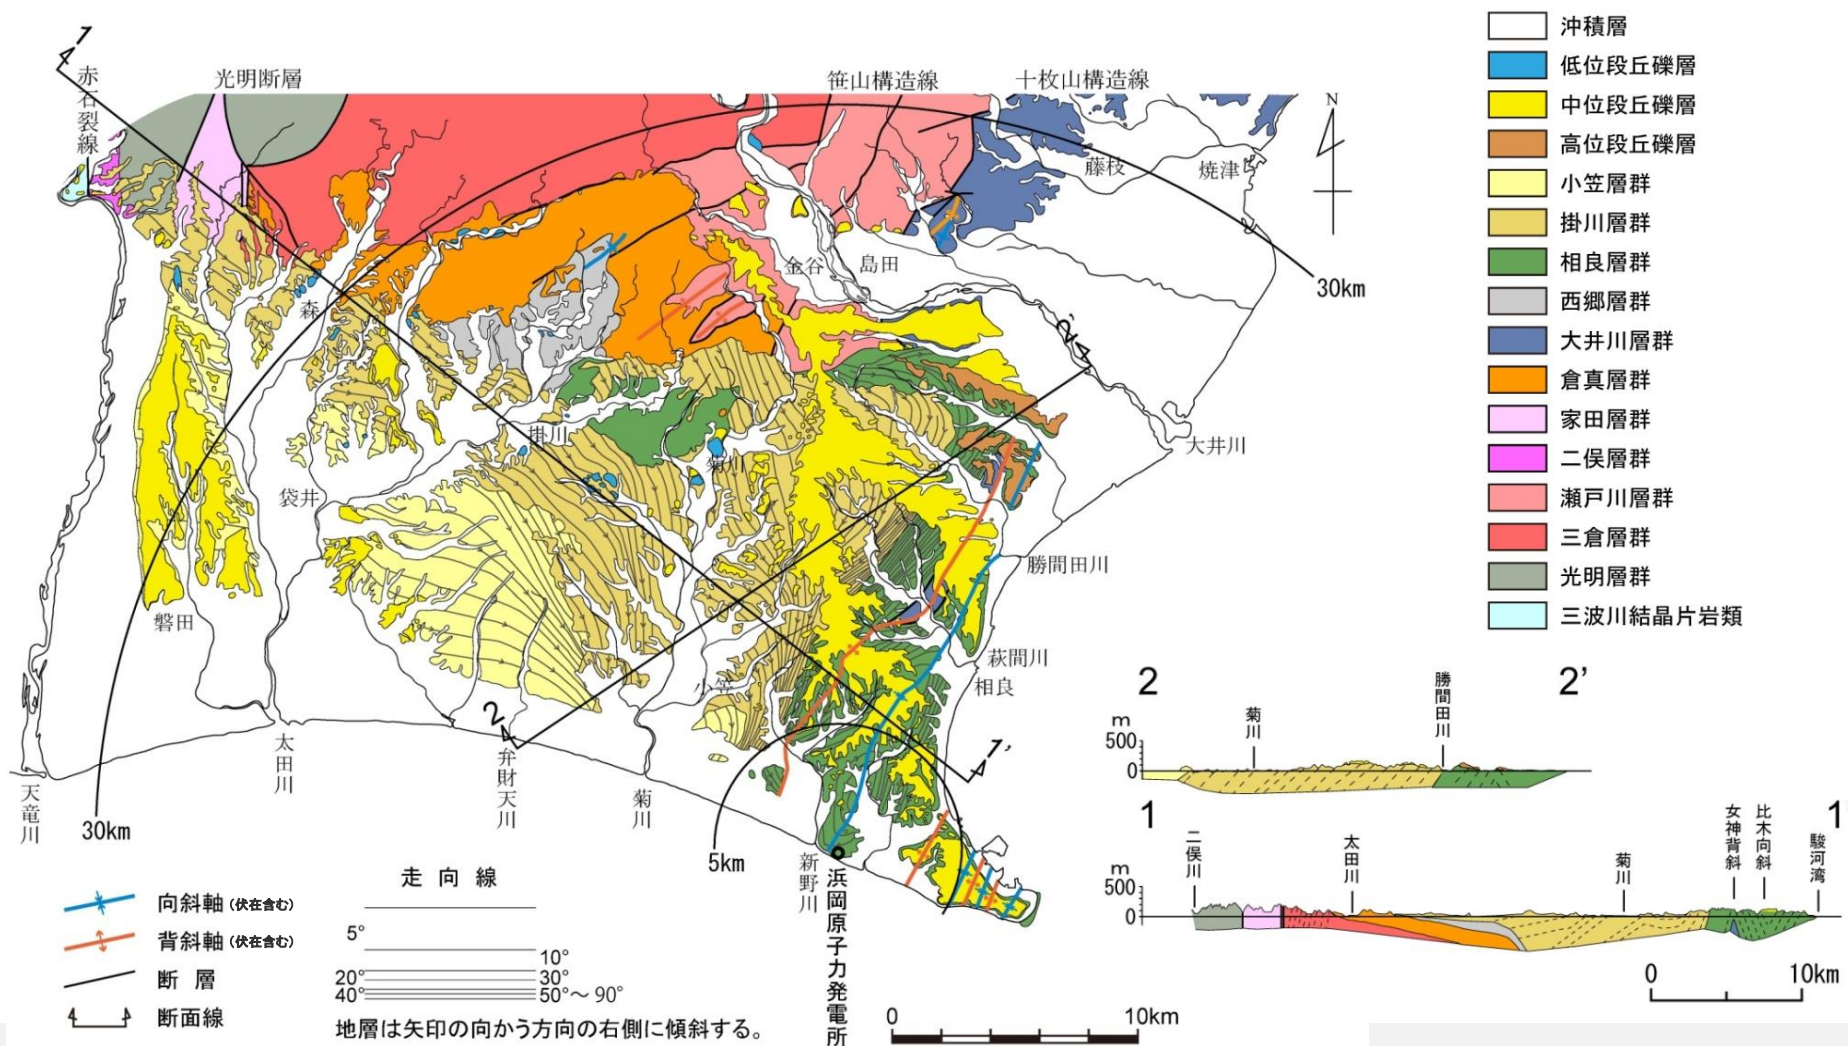 1
赤石裂線
光明断層
笹山構造線
十枚山構造線
N
藤枝
焼津
30km
金谷
島田
森
2'
大井川
掛川
菊川
袋井
勝間田川
磐田
萩間川
相良
小笠
2
1'
天竜川
30km
太田川
弁財天川
菊川
5km
新野川
浜岡原子力発電所
沖積層
低位段丘礫層
中位段丘礫層
高位段丘礫層
小笠層群
掛川層群
相良層群
西郷層群
大井川層群
倉真層群
家田層群
二俣層群
瀬戸川層群
三倉層群
光明層群
三波川結晶片岩類
2
2’
菊川
勝間田川
m
500
0
1
1’
二俣川
太田川
菊川
女神背斜
比木向斜
駿河湾
m
500
0
0 10km
向斜軸(伏在含む)
背斜軸(伏在含む)
断層
断面線
走向線
5°
10°
20° 30°
40° 50°～90°
地層は矢印の向かう方向の右側に傾斜する。
0 10km